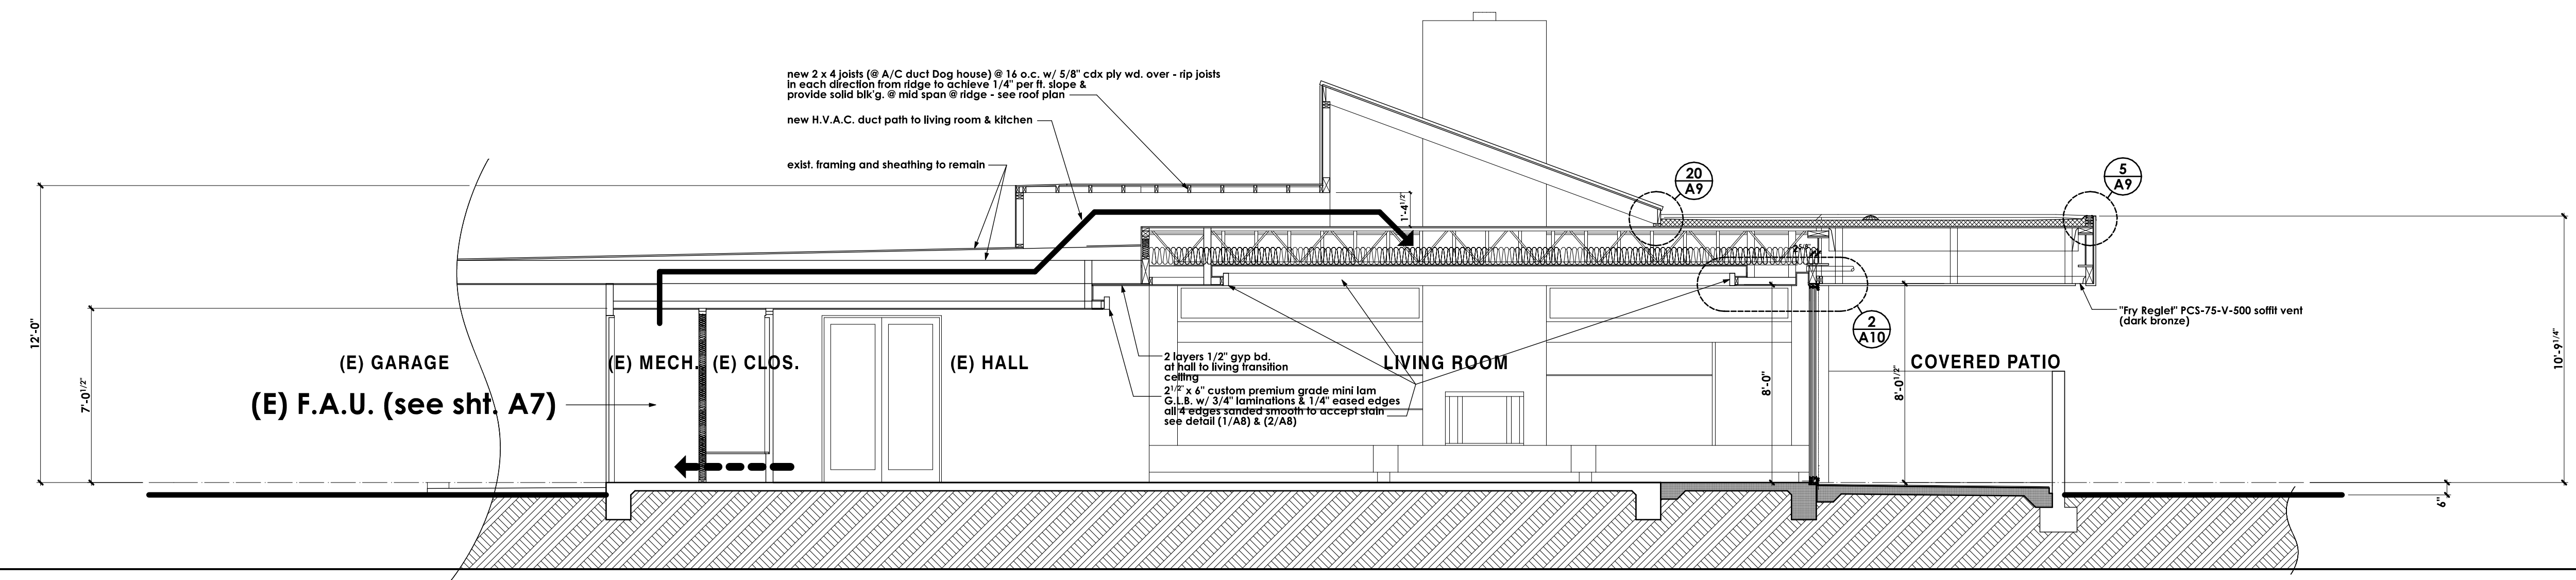 new 2 x 4 joists (@ A/C duct Dog house) @ 16 o.c. w/ 5/8" cdx ply wd. over - rip joists
in each direction from ridge to achieve 1/4" per ft. slope &
provide solid blk'g. @ mid span @ ridge - see roof plan
new H.V.A.C. duct path to living room & kitchen
exist. framing and sheathing to remain
20
A9
5
A9
1'-4 1/2"
2 5/8"
12'-0"
7'-0 1/2"
"Fry Reglet" PCS-75-V-500 soffit vent
(dark bronze)
2
A10
(E) GARAGE
(E) MECH.
(E) CLOS.
(E) HALL
LIVING ROOM
COVERED PATIO
2 layers 1/2" gyp bd.
at hall to living transition
ceiling
2 1/2" x 6" custom premium grade mini lam
G.L.B. w/ 3/4" laminations & 1/4" eased edges
all 4 edges sanded smooth to accept stain
see detail (1/A8) & (2/A8)
(E) F.A.U. (see sht. A7)
8'-0"
8'-0 1/2"
10'-9 1/4"
6"